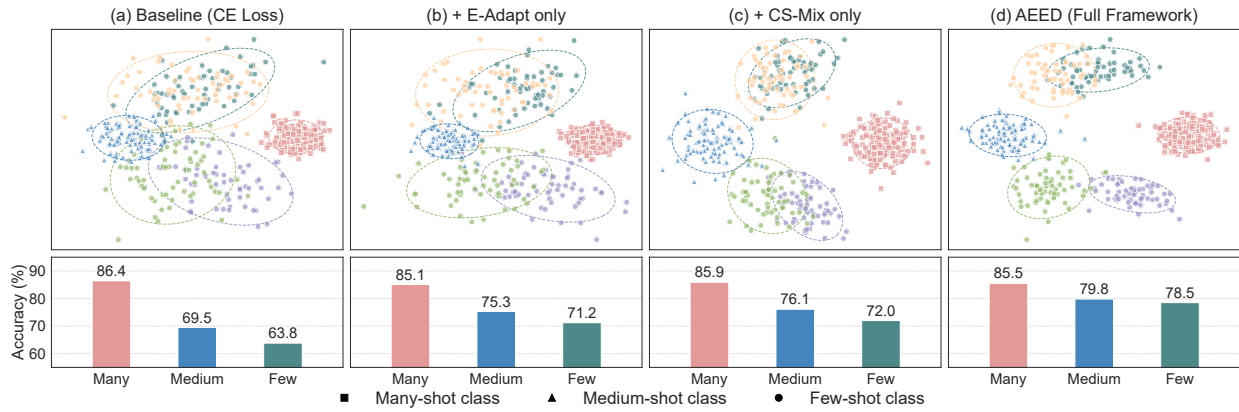 (a) Baseline (CE Loss)
(b) + E-Adapt only
(c) + CS-Mix only
(d) AEED (Full Framework)
Accuracy (%)
90
80
70
60
86.4
69.5
63.8
Many
Medium
Few
85.1
75.3
71.2
Many
Medium
Few
85.9
76.1
72.0
Many
Medium
Few
85.5
79.8
78.5
Many
Medium
Few
Many-shot class
Medium-shot class
Few-shot class